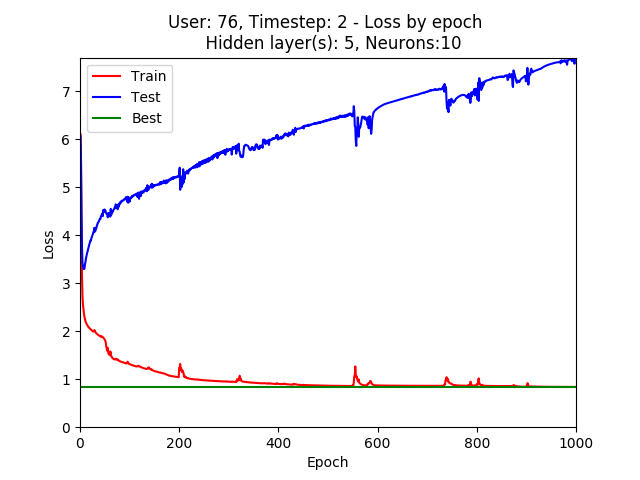 User: 76, Timestep: 2 - Loss by epoch
Hidden layer(s): 5, Neurons:10
Train
Test
Best
7
6
5
4
3
2
1
0
Loss
0 200 400 600 800 1000
Epoch